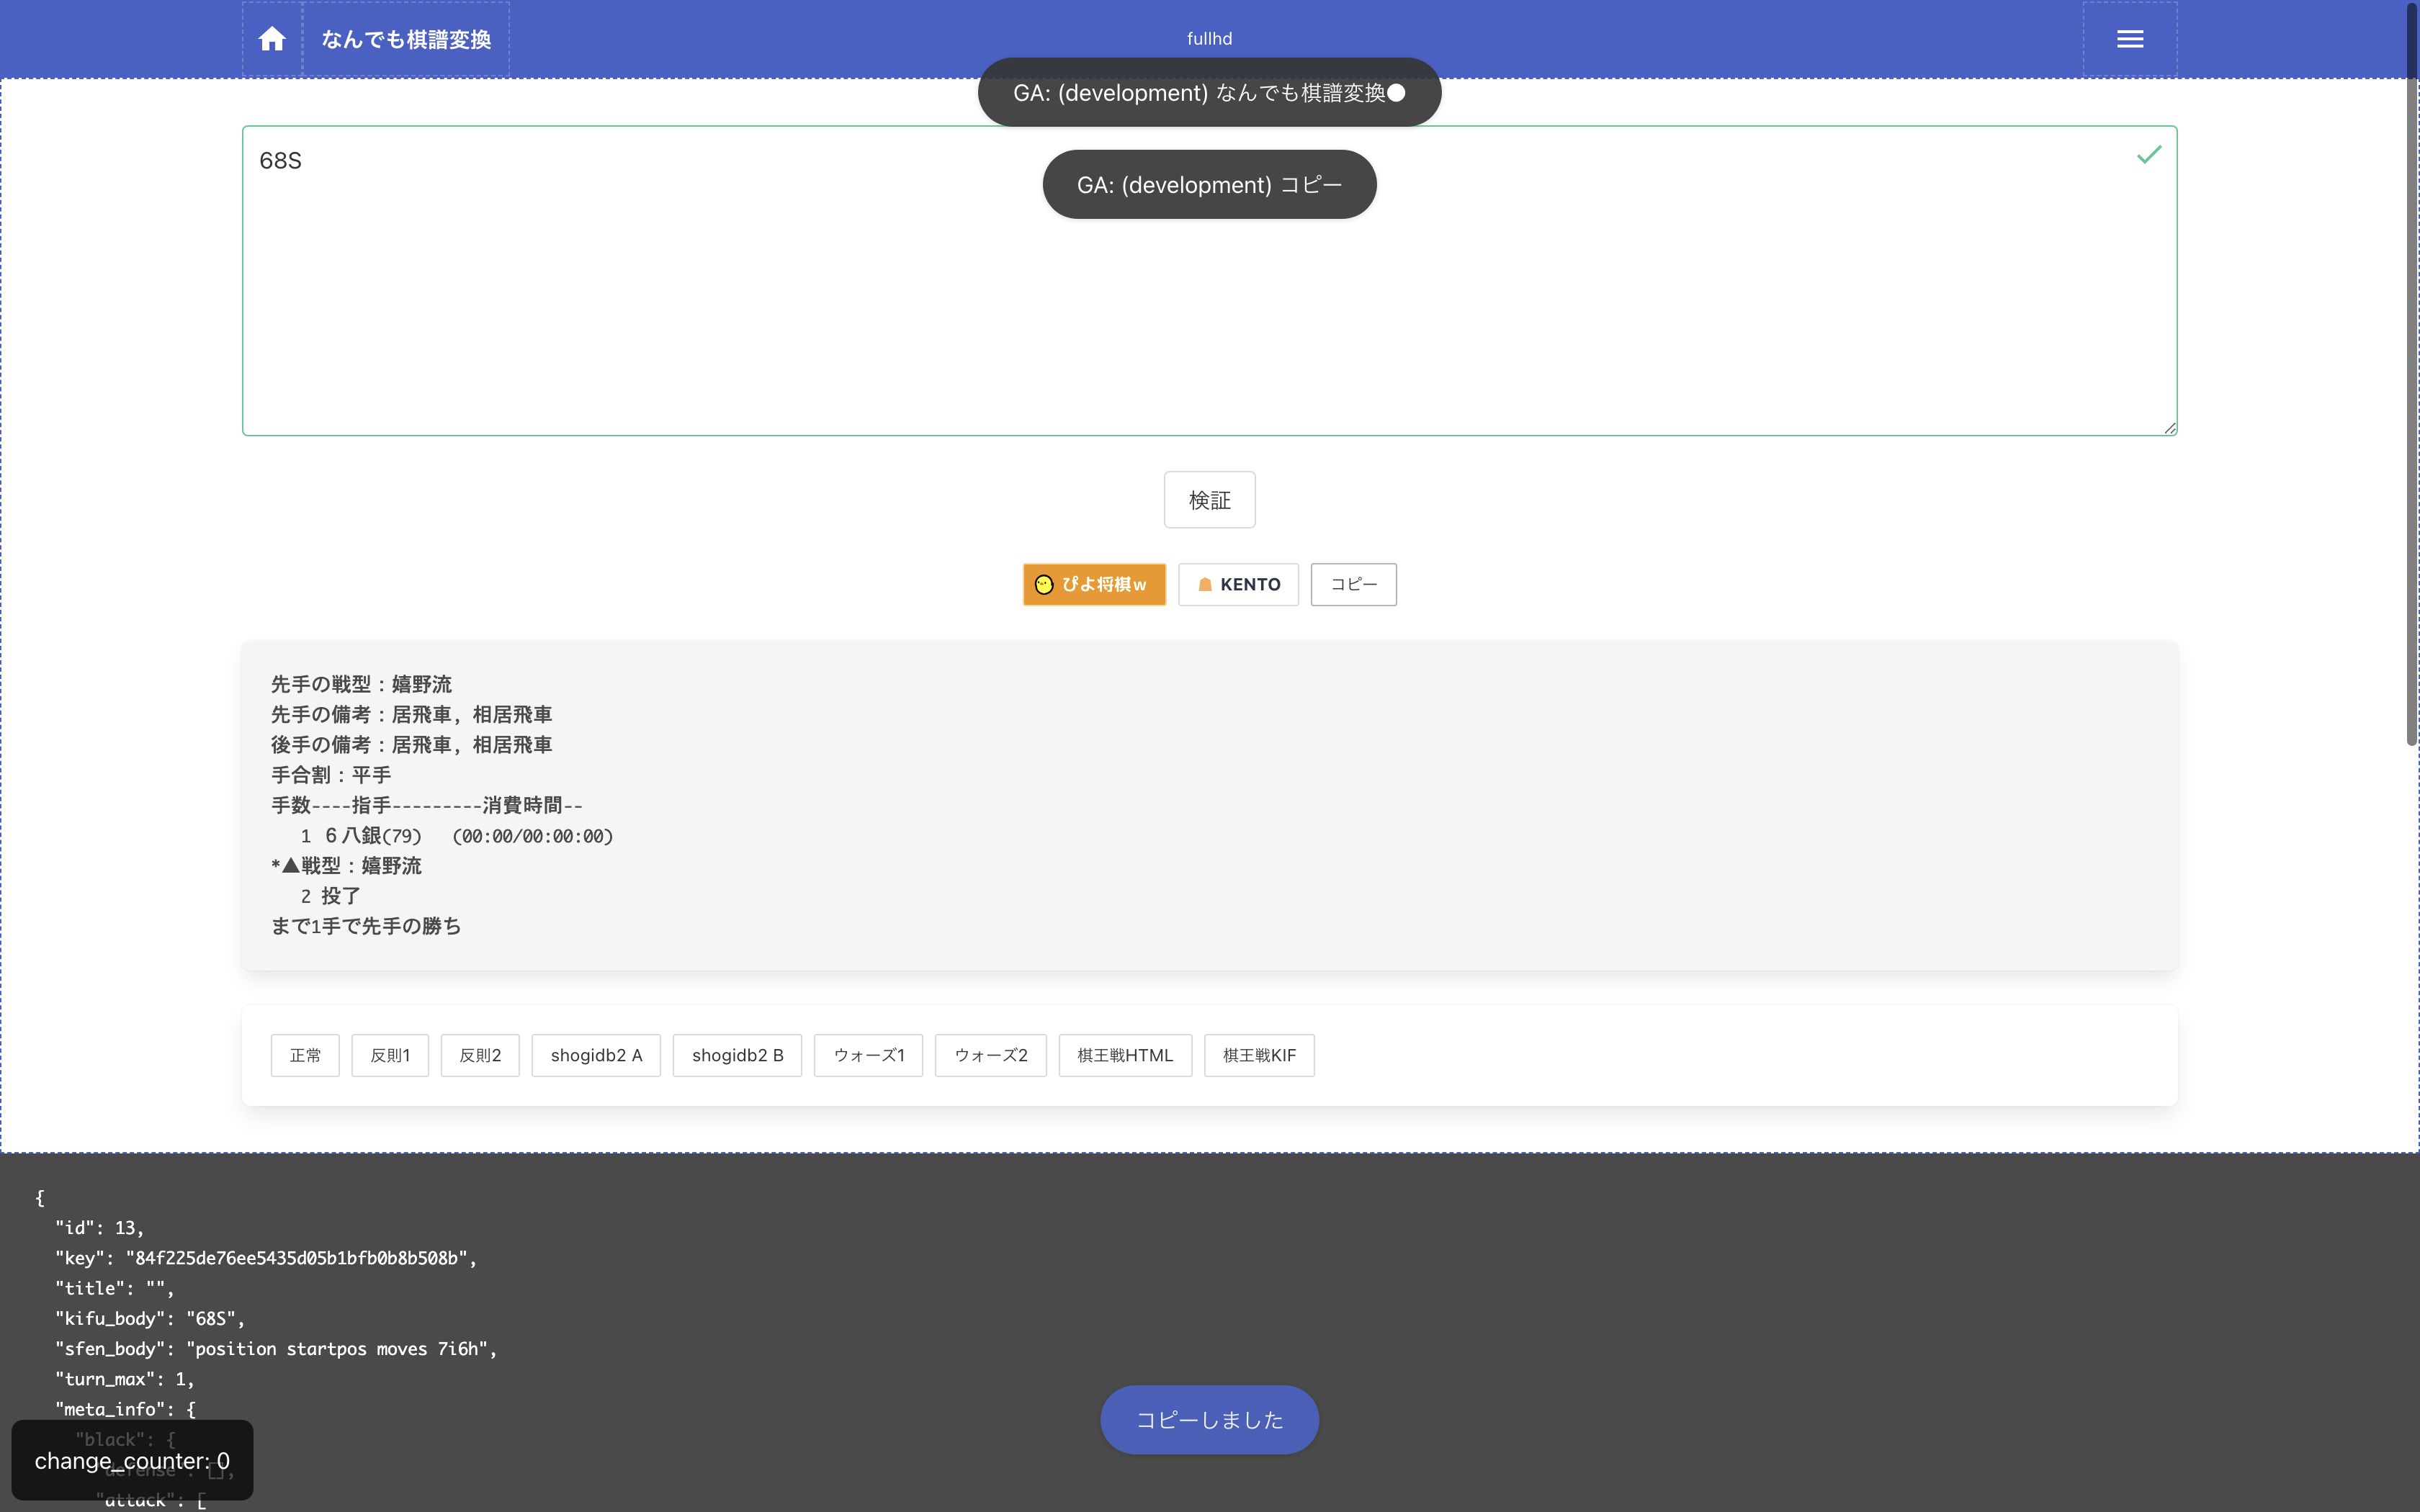 なんでも棋譜変換
fullhd
GA: (development) なんでも棋譜変換●
68S
GA: (development) コピー
検証
ぴよ将棋w
KENTO
コピー
先手の戦型：嬉野流
先手の備考：居飛車, 相居飛車
後手の備考：居飛車, 相居飛車
手合割：平手
手数----指手---------消費時間--
1 ６八銀(79) (00:00/00:00:00)
*▲戦型：嬉野流
2 投了
まで1手で先手の勝ち
正常 反則1 反則2 shogidb2 A shogidb2 B ウォーズ1 ウォーズ2 棋王戦HTML 棋王戦KIF
{
"id": 13,
"key": "84f225de76ee5435d05b1bfb0b8b508b",
"title": "",
"kifu_body": "68S",
"sfen_body": "position startpos moves 7i6h",
"turn_max": 1,
"meta_info": {
"black": {
"defense": [],
"attack": [
change_counter: 0
コピーしました